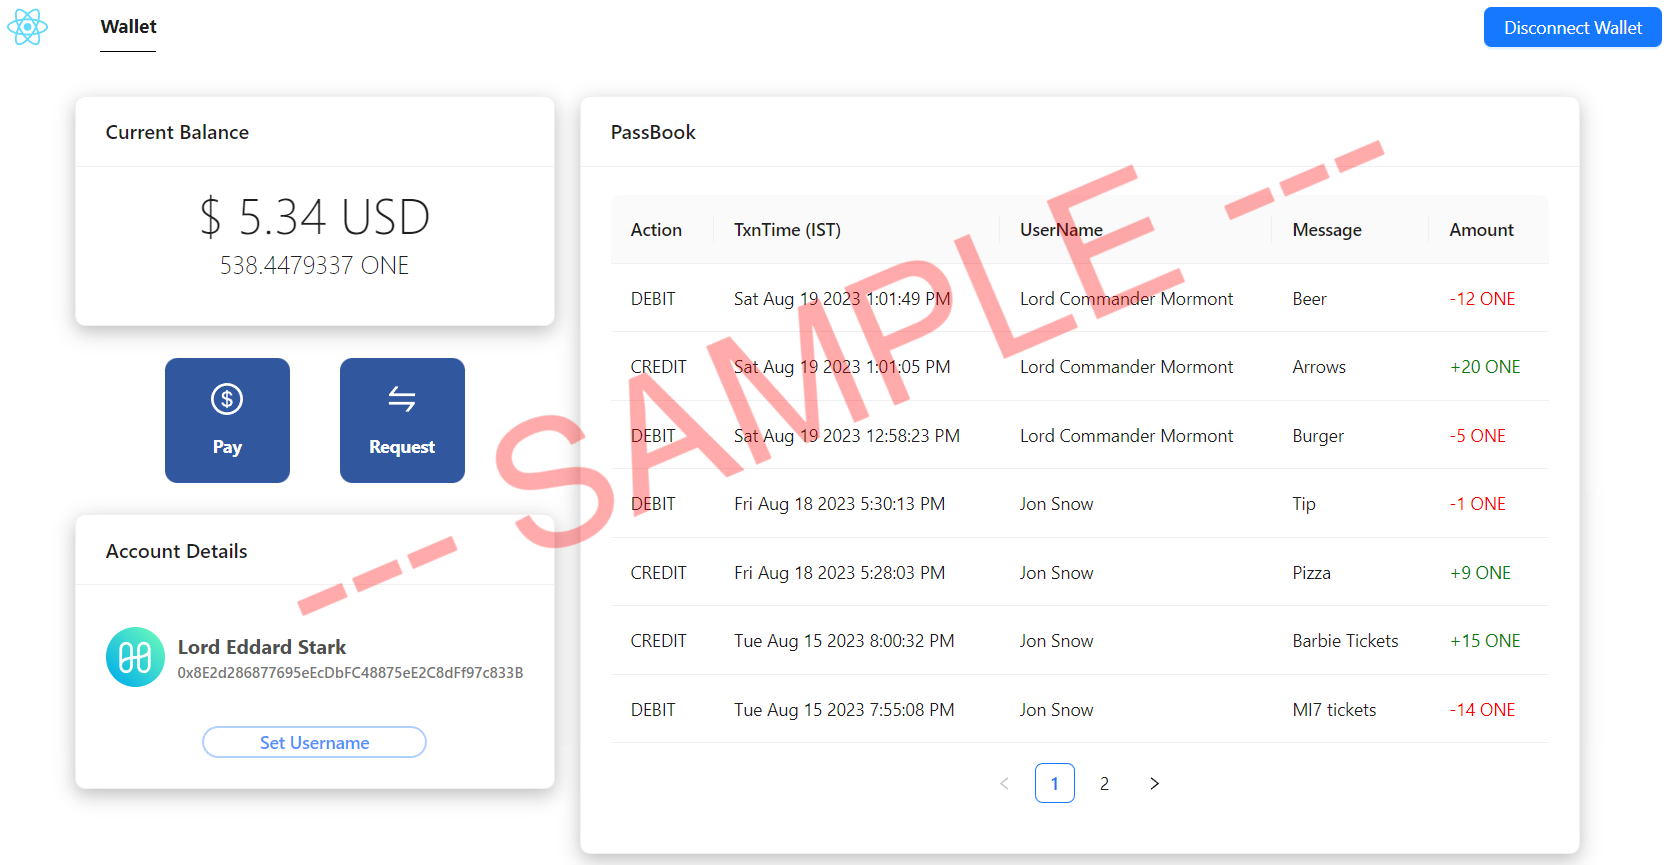 Wallet
Disconnect Wallet
Current Balance
$ 5.34 USD
538.4479337 ONE
Pay
Request
Account Details
Lord Eddard Stark
0x8E2d286877695eEcDbFC48875eE2C8dFf97c833B
Set Username
PassBook
Action TxnTime (IST) UserName Message Amount
DEBIT Sat Aug 19 2023 1:01:49 PM Lord Commander Mormont Beer -12 ONE
CREDIT Sat Aug 19 2023 1:01:05 PM Lord Commander Mormont Arrows +20 ONE
DEBIT Sat Aug 19 2023 12:58:23 PM Lord Commander Mormont Burger -5 ONE
DEBIT Fri Aug 18 2023 5:30:13 PM Jon Snow Tip -1 ONE
CREDIT Fri Aug 18 2023 5:28:03 PM Jon Snow Pizza +9 ONE
CREDIT Tue Aug 15 2023 8:00:32 PM Jon Snow Barbie Tickets +15 ONE
DEBIT Tue Aug 15 2023 7:55:08 PM Jon Snow MI7 tickets -14 ONE
< 1 2 >
--- SAMPLE ----